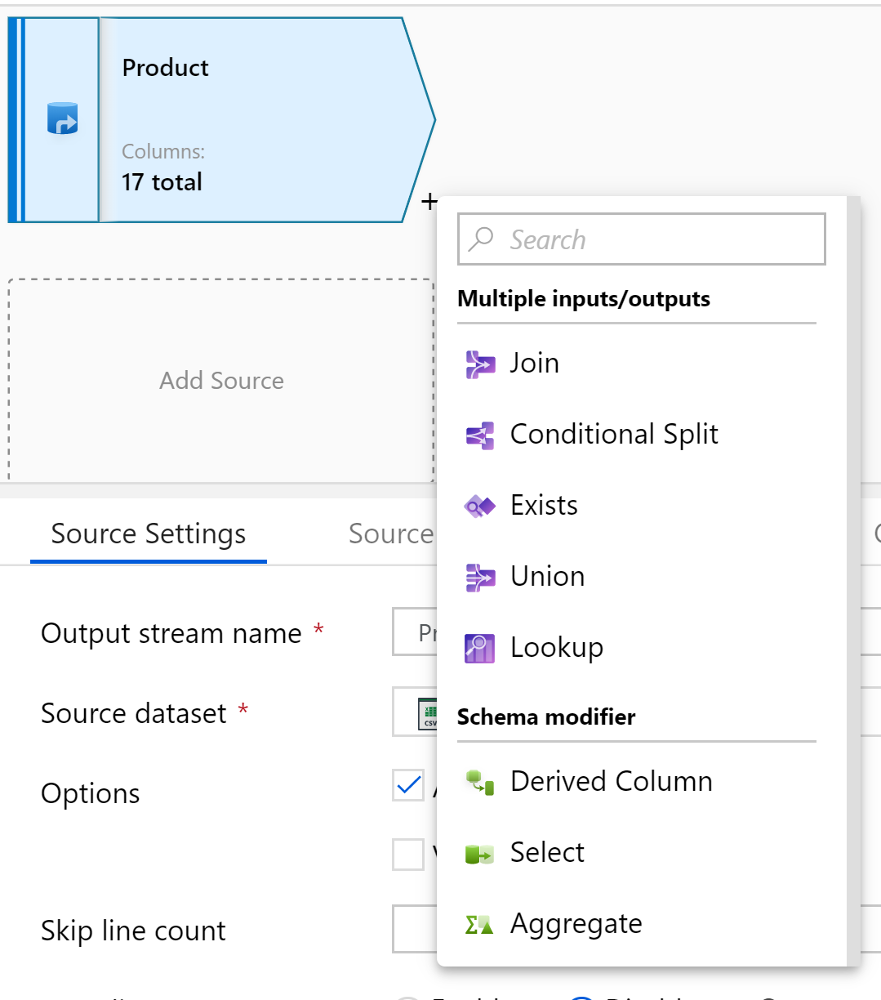 Product
Columns:
17 total
+
Search
Multiple inputs/outputs
Join
Conditional Split
Exists
Union
Lookup
Schema modifier
Derived Column
Select
Aggregate
Add Source
Source Settings
Source
Output stream name *
Source dataset *
CSV
Options
Skip line count